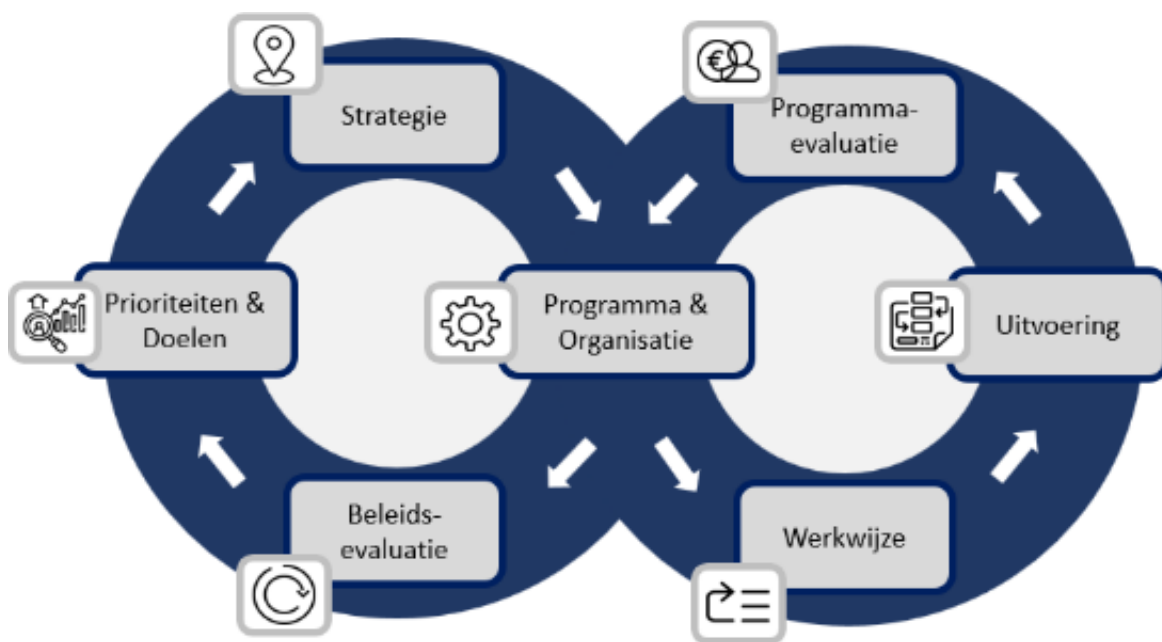 Strategie
Programma-
evaluatie
Prioriteiten &
Doelen
Programma &
Organisatie
Uitvoering
Beleids-
evaluatie
Werkwijze